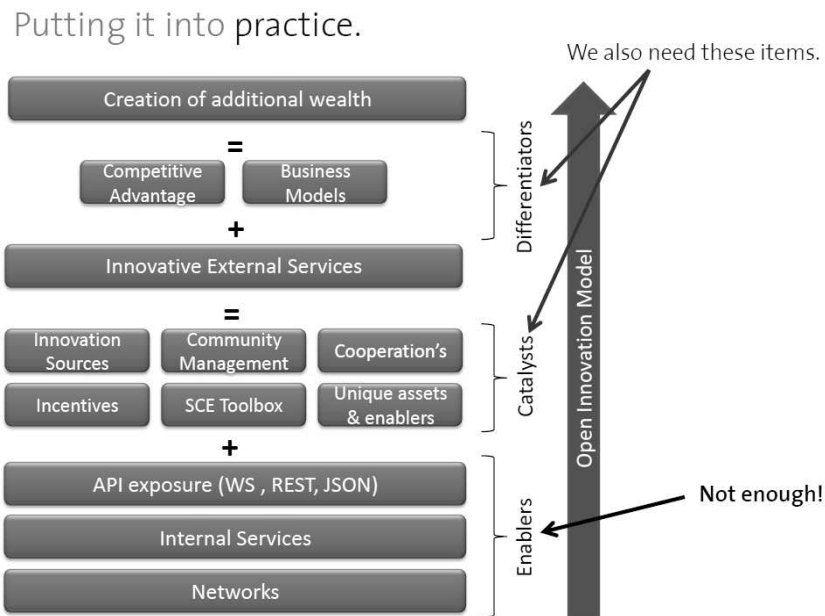 Putting it into practice.
We also need these items.
Creation of additional wealth
=
Competitive
Advantage
Business
Models
Differentiators
+
Innovative External Services
=
Innovation
Sources
Community
Management
Cooperation's
Incentives
SCE Toolbox
Unique assets
& enablers
Catalysts
+
API exposure (WS , REST, JSON)
Internal Services
Networks
Enablers
Open Innovation Model
Not enough!